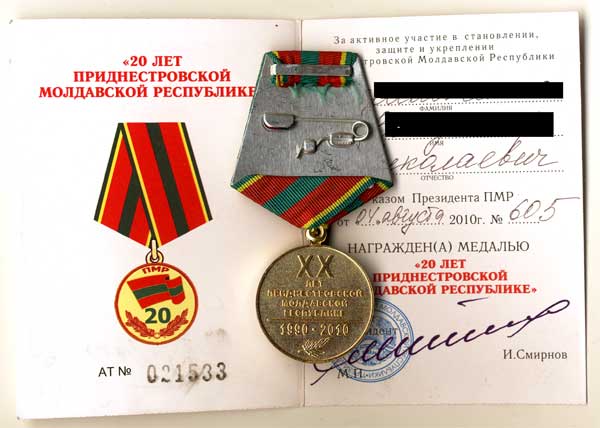 «20 ЛЕТ
ПРИДНЕСТРОВСКОЙ
МОЛДАВСКОЙ РЕСПУБЛИКЕ»
ПМР
20
АТ № 021533
ХХ
ЛЕТ
ПРИДНЕСТРОВСКОЙ
МОЛДАВСКОЙ
РЕСПУБЛИКЕ
1990·2010
За активное участие в становлении,
защите и укреплении
Молдавской Республики
ФАМИЛИЯ
ИМЯ
ОТЧЕСТВО
Президента ПМР
от 04 августа 2010г. № 605
НАГРАЖДЕН(А) МЕДАЛЬЮ
«20 ЛЕТ
ПРИДНЕСТРОВСКОЙ
РЕСПУБЛИКЕ»
И.Смирнов
М.П.